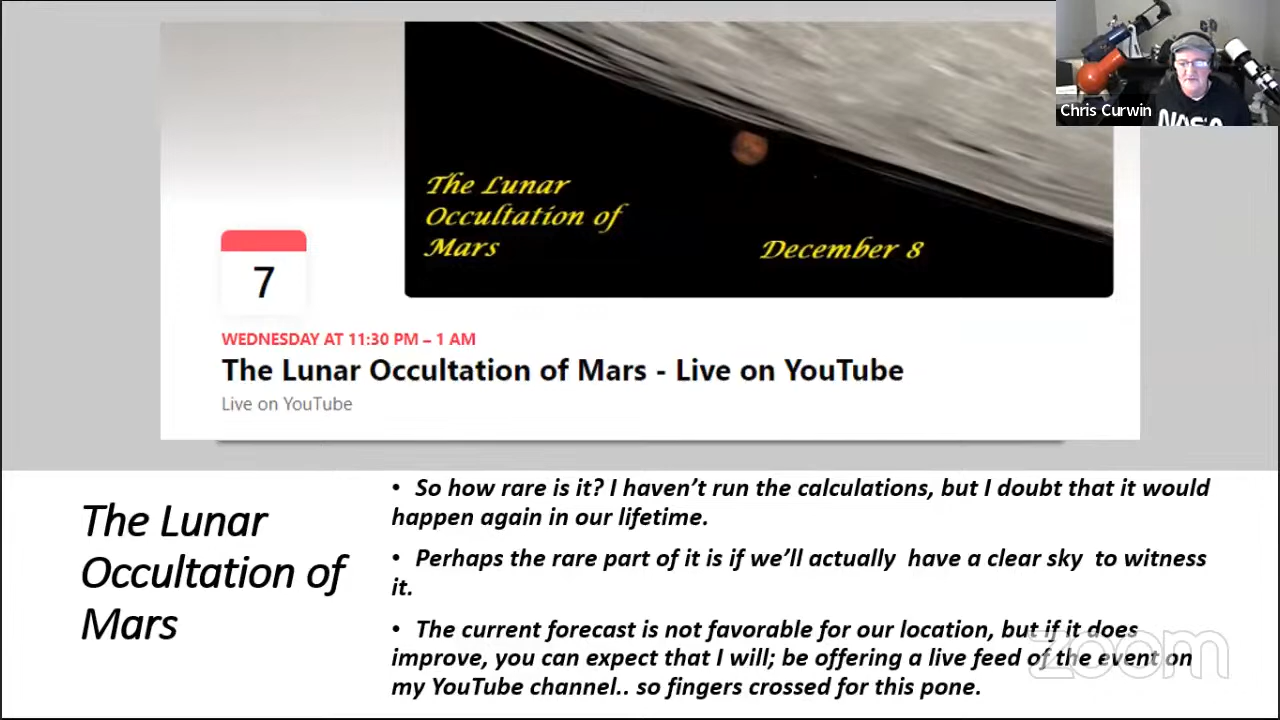 Chris Curwin
NASA
The Lunar
Occultation of
Mars
December 8
7
WEDNESDAY AT 11:30 PM – 1 AM
The Lunar Occultation of Mars - Live on YouTube
Live on YouTube
The Lunar
Occultation of
Mars
• So how rare is it? I haven’t run the calculations, but I doubt that it would
happen again in our lifetime.
• Perhaps the rare part of it is if we’ll actually have a clear sky to witness
it.
• The current forecast is not favorable for our location, but if it does
improve, you can expect that I will; be offering a live feed of the event on
my YouTube channel.. so fingers crossed for this pone.
zoom